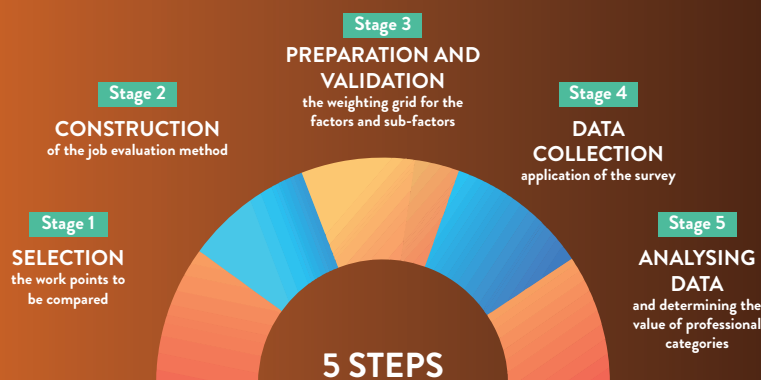 Stage 1
SELECTION
the work points to
be compared
Stage 2
CONSTRUCTION
of the job evaluation method
Stage 3
PREPARATION AND
VALIDATION
the weighting grid for the
factors and sub-factors
Stage 4
DATA
COLLECTION
application of the survey
Stage 5
ANALYSING
DATA
and determining the
value of professional
categories
5 STEPS